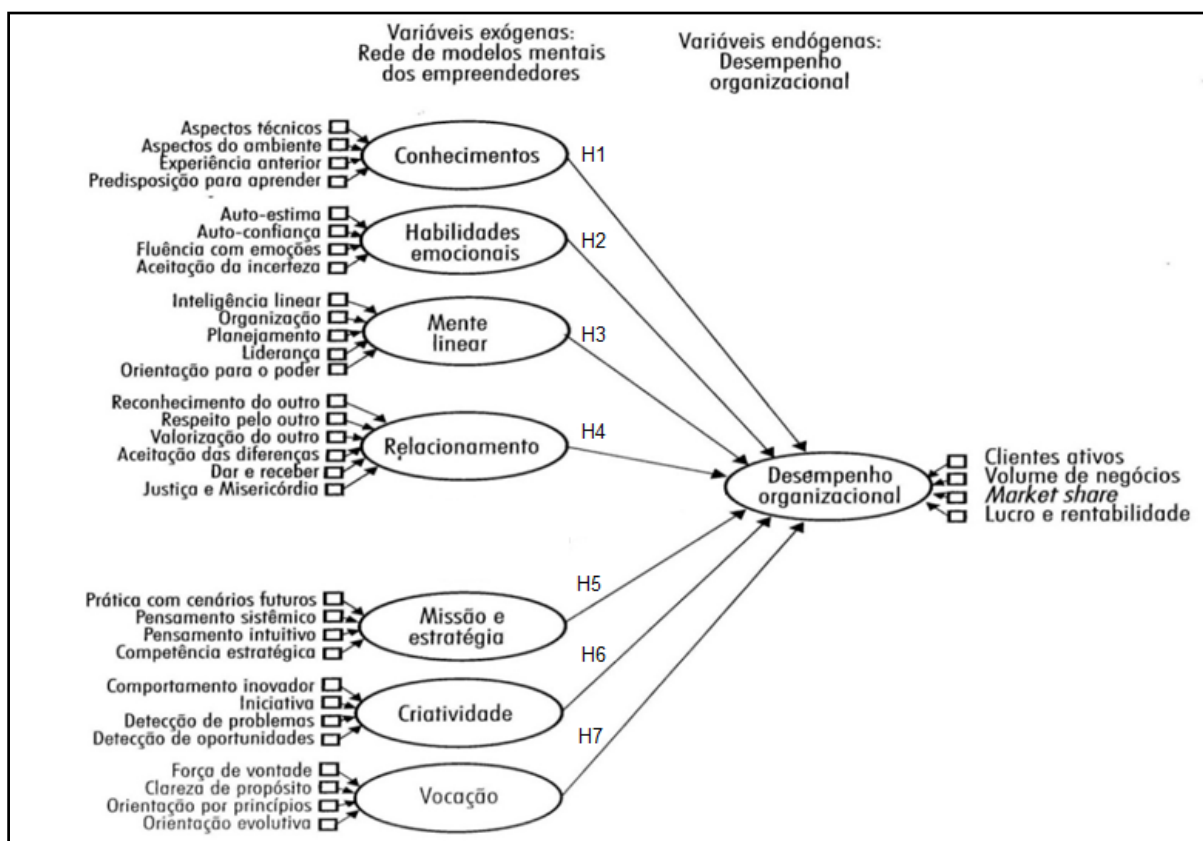 Variáveis exógenas:
Rede de modelos mentais
dos empreendedores
Variáveis endógenas:
Desempenho
organizacional
Aspectos técnicos
Aspectos do ambiente
Experiência anterior
Predisposição para aprender
Conhecimentos
H1
Auto-estima
Auto-confiança
Fluência com emoções
Aceitação da incerteza
Habilidades
emocionais
H2
Inteligência linear
Organização
Planejamento
Liderança
Orientação para o poder
Mente
linear
H3
Reconhecimento do outro
Respeito pelo outro
Valorização do outro
Aceitação das diferenças
Dar e receber
Justiça e Misericórdia
Relacionamento
H4
Desempenho
organizacional
Clientes ativos
Volume de negócios
Market share
Lucro e rentabilidade
Prática com cenários futuros
Pensamento sistêmico
Pensamento intuitivo
Competência estratégica
Missão e
estratégia
H5
Comportamento inovador
Iniciativa
Detecção de problemas
Detecção de oportunidades
Criatividade
H6
Força de vontade
Clareza de propósito
Orientação por princípios
Orientação evolutiva
Vocação
H7